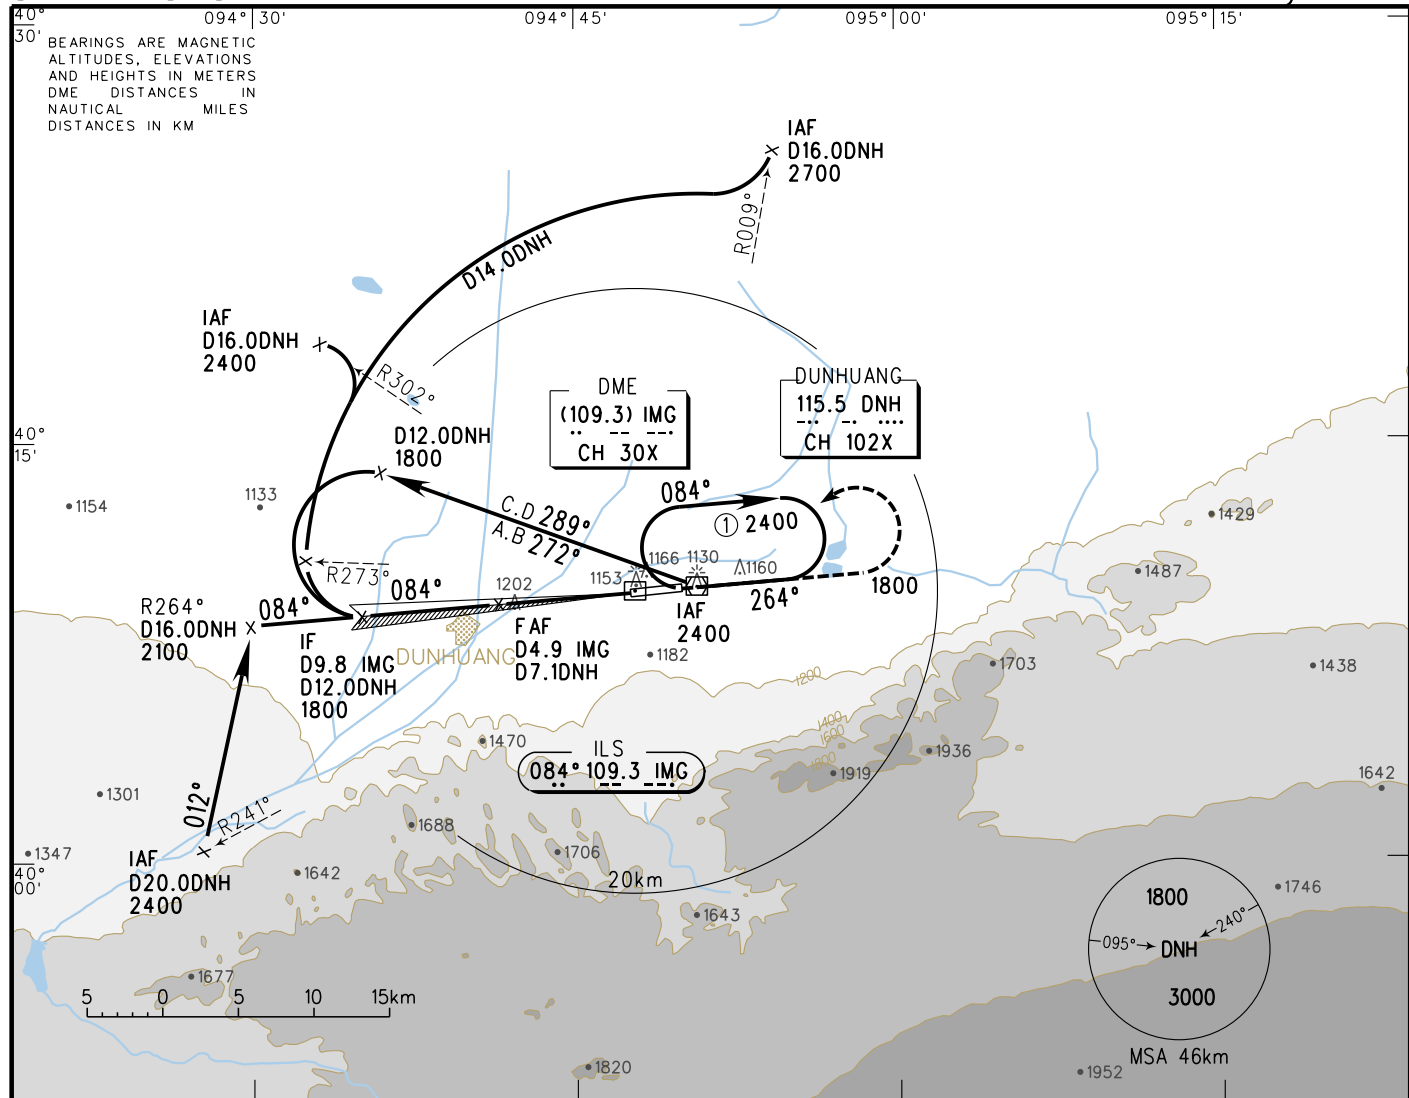 094° 30'
094° 45'
095° 00'
095° 15'
40°
30'
BEARINGS ARE MAGNETIC
ALTITUDES, ELEVATIONS
AND HEIGHTS IN METERS
DME DISTANCES IN
NAUTICAL MILES
DISTANCES IN KM
IAF
D16.0DNH
2700
R009°
D14.0DNH
IAF
D16.0DNH
2400
R302°
DME
(109.3) IMG
CH 30X
DUNHUANG
115.5 DNH
CH 102X
D12.0DNH
1800
40°
15'
1154
1133
C.D 289°
A.B 272°
084°
1 2400
1429
R273°
084°
1202
1153
1166
1130
1160
1487
1800
264°
R264°
D16.0DNH
2100
084°
IAF
2400
IF
D9.8 IMG
D12.0DNH
1800
DUNHUANG
FAF
D4.9 IMG
D7.1DNH
1182
1200
1703
1438
1400
1600
1800
1470
ILS
084° 109.3 IMG
1936
1919
1642
1301
012°
R241°
1688
1706
1347
40°
00'
IAF
D20.0DNH
2400
1642
20km
1643
1746
1800
095°
240°
DNH
3000
MSA 46km
1677
5 0 5 10 15km
1820
1952